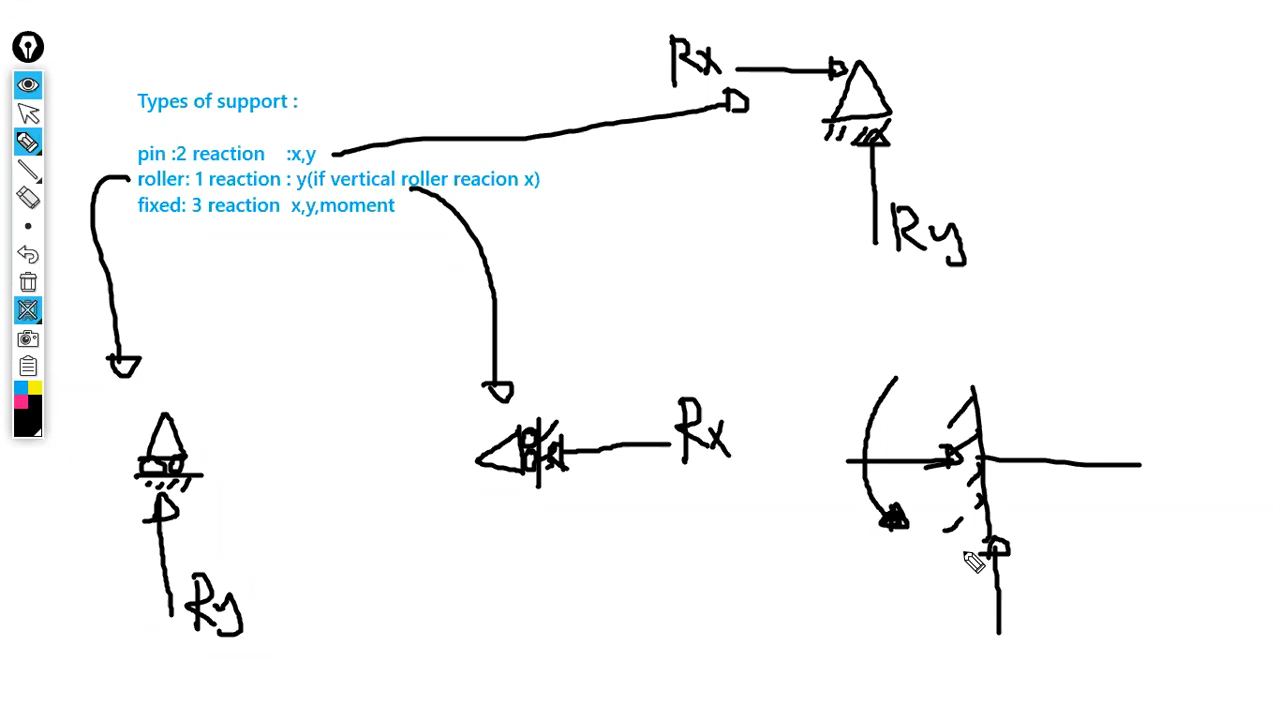 Rx
Types of support :
pin :2 reaction :x,y
roller: 1 reaction : y(if vertical roller reacion x)
fixed: 3 reaction x,y,moment
Ry
Rx
Ry